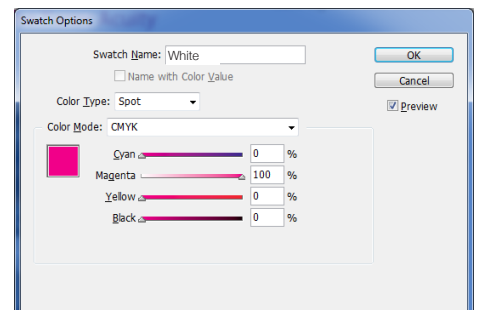 Swatch Options
Swatch Name: White
OK
Name with Color Value
Cancel
Color Type: Spot
Preview
Color Mode: CMYK
Cyan 0 %
Magenta 100 %
Yellow 0 %
Black 0 %